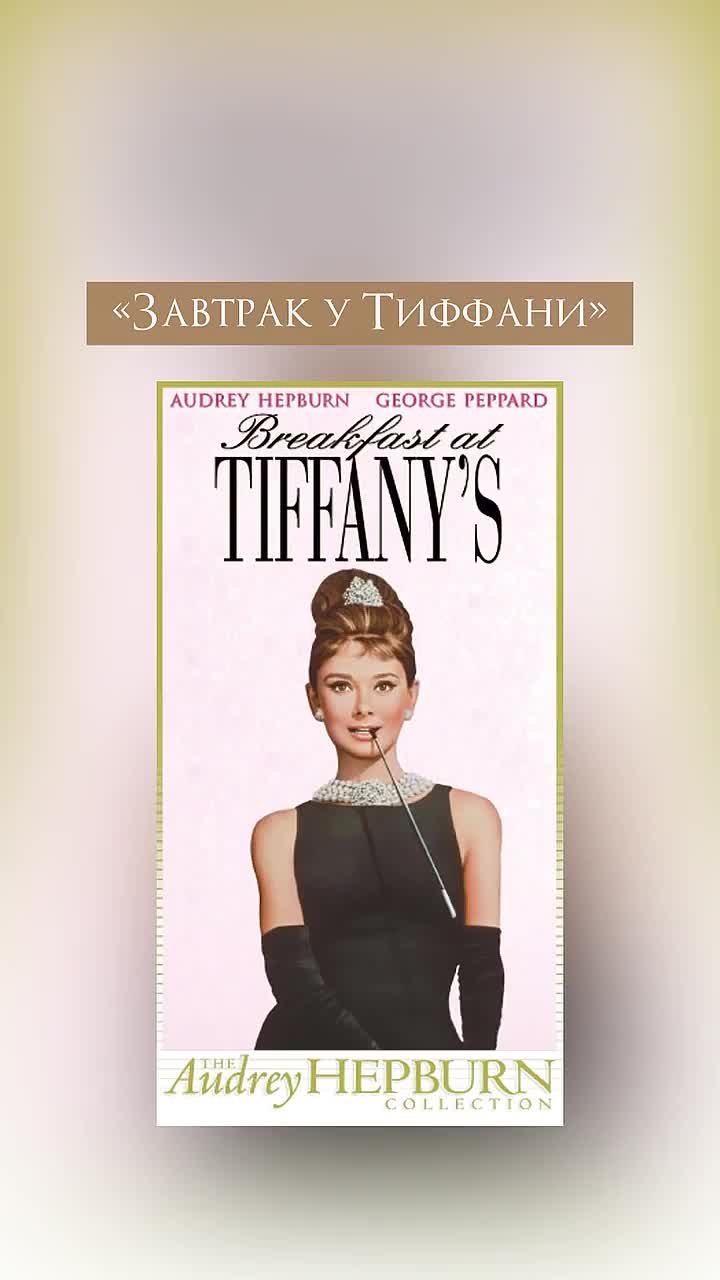 «Завтрак у Тиффани»
AUDREY HEPBURN GEORGE PEPPARD
Breakfast at
TIFFANY'S
THE
Audrey HEPBURN
COLLECTION